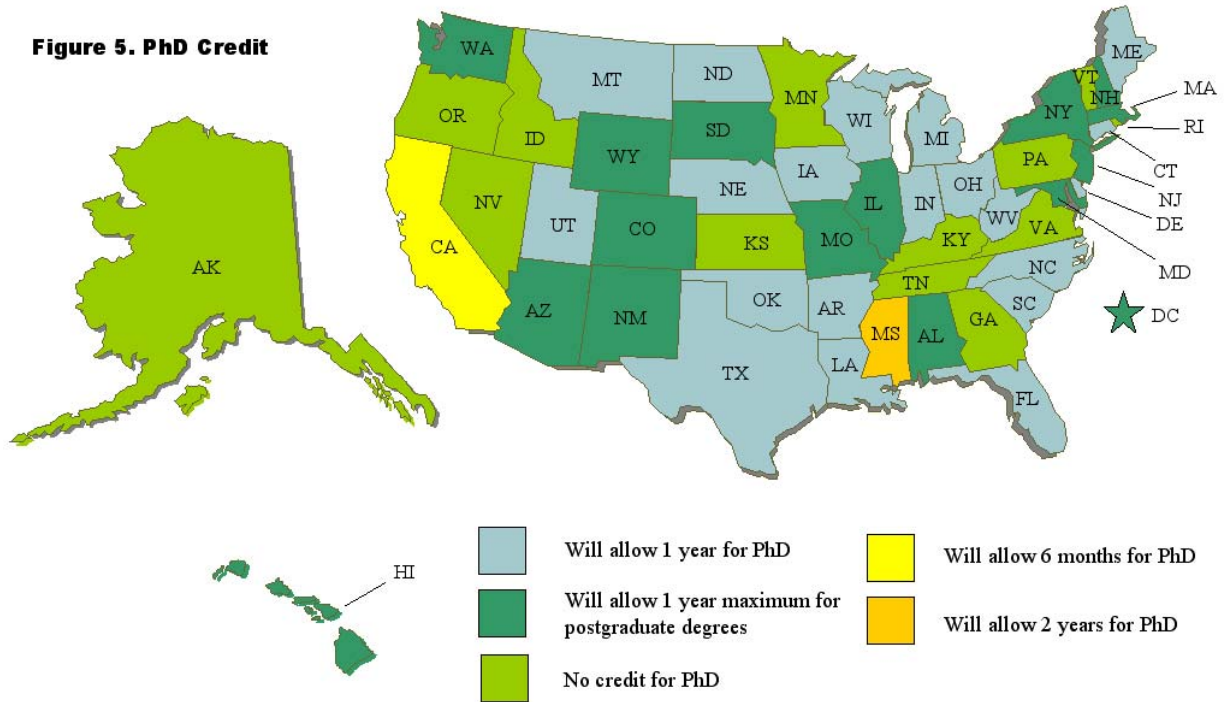 Figure 5. PhD Credit
WA
MT
ND
MN
ME
VT
NH
MA
OR
ID
SD
WI
MI
NY
RI
WY
CT
NV
NE
IA
PA
NJ
UT
IL
IN
OH
DE
CA
CO
KS
MO
WV
VA
KY
MD
AK
AZ
NM
OK
AR
TN
NC
SC
DC
MS
AL
GA
TX
LA
FL
HI
Will allow 1 year for PhD
Will allow 6 months for PhD
Will allow 1 year maximum for
postgraduate degrees
Will allow 2 years for PhD
No credit for PhD